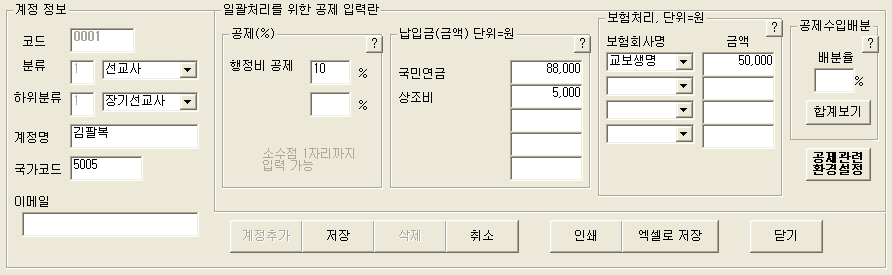 계정 정보
코드 0001
분류 1 선교사
하위분류 1 장기선교사
계정명 김팔복
국가코드 5005
이메일
일괄처리를 위한 공제 입력란
공제(%)
?
행정비 공제 10 %
%
소수점 1자리까지
입력 가능
납입금(금액) 단위=원
?
국민연금 88,000
상조비 5,000
보험처리, 단위=원
?
보험회사명 금액
교보생명 50,000
공제수입배분
?
배분율
%
합계보기
공제관련
환경설정
계정추가 저장 삭제 취소 인쇄 엑셀로 저장 닫기